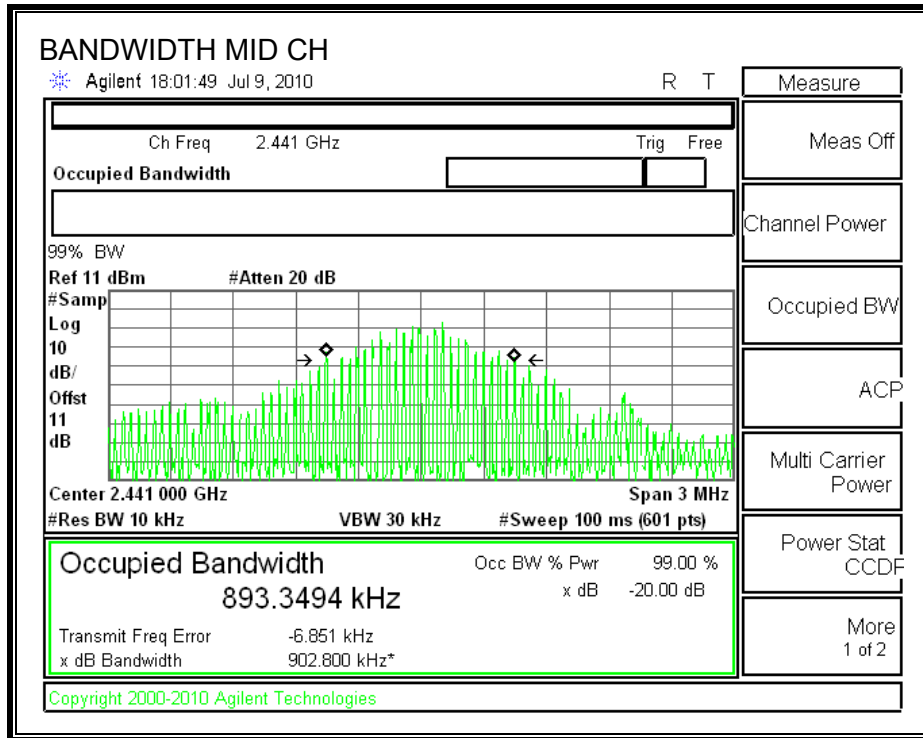 BANDWIDTH MID CH
Agilent 18:01:49 Jul 9, 2010 R T
Measure
Ch Freq 2.441 GHz Trig Free
Occupied Bandwidth
Meas Off
Channel Power
Occupied BW
ACP
Multi Carrier
Power
Power Stat
CCDF
More
1 of 2
99% BW
Ref 11 dBm #Atten 20 dB
#Samp
Log
10
dB/
Offst
11
dB
Center 2.441 000 GHz Span 3 MHz
#Res BW 10 kHz VBW 30 kHz #Sweep 100 ms (601 pts)
Occupied Bandwidth Occ BW % Pwr 99.00 %
893.3494 kHz x dB -20.00 dB
Transmit Freq Error -6.851 kHz
x dB Bandwidth 902.800 kHz*
Copyright 2000-2010 Agilent Technologies